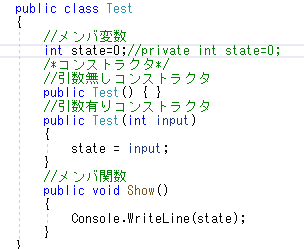 public class Test
{
//メンバ変数
int state=0;//private int state=0;
/*コンストラクタ*/
//引数無しコンストラクタ
public Test() { }
//引数有りコンストラクタ
public Test(int input)
{
state = input;
}
//メンバ関数
public void Show()
{
Console.WriteLine(state);
}
}